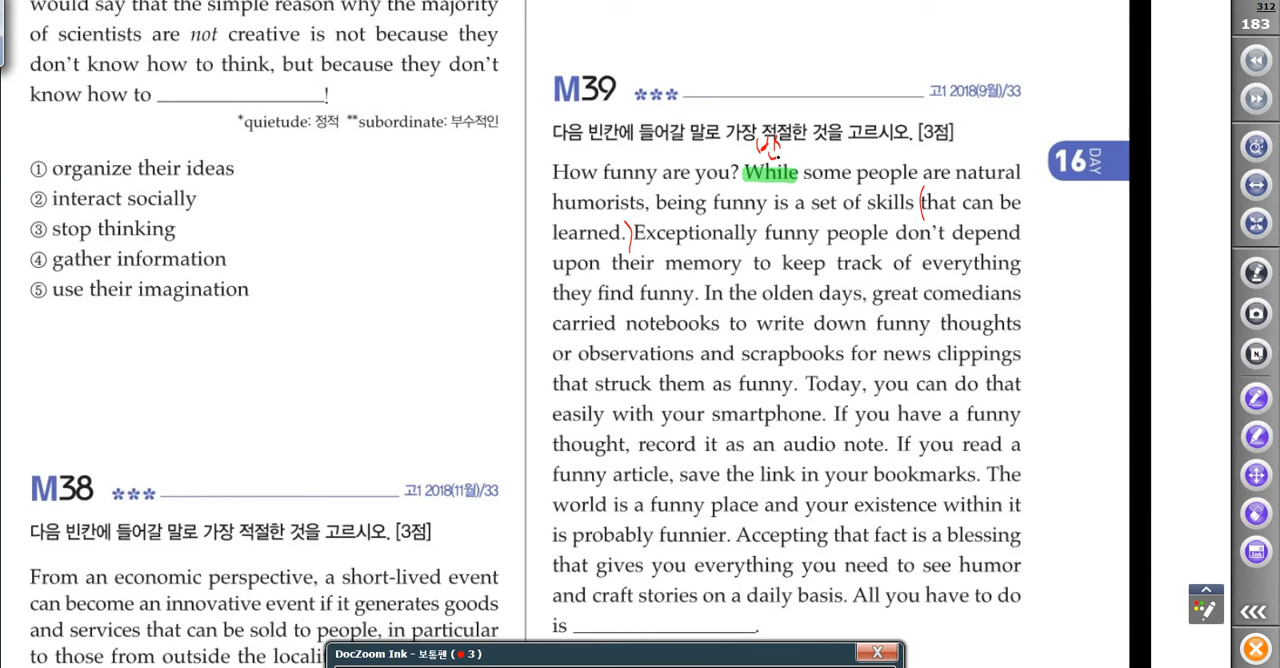 would say that the simple reason why the majority
of scientists are not creative is not because they
don't know how to think, but because they don't
know how to ____________________!
*quietude: 정적 **subordinate: 부수적인
① organize their ideas
② interact socially
③ stop thinking
④ gather information
⑤ use their imagination
M38 *** 고1 2018(11월)/33
다음 빈칸에 들어갈 말로 가장 적절한 것을 고르시오. [3점]
From an economic perspective, a short-lived event
can become an innovative event if it generates goods
and services that can be sold to people, in particular
to those from outside the locali
M39 *** 고1 2018(9월)/33
다음 빈칸에 들어갈 말로 가장 적절한 것을 고르시오. [3점]
How funny are you? While some people are natural
humorists, being funny is a set of skills (that can be
learned.) Exceptionally funny people don't depend
upon their memory to keep track of everything
they find funny. In the olden days, great comedians
carried notebooks to write down funny thoughts
or observations and scrapbooks for news clippings
that struck them as funny. Today, you can do that
easily with your smartphone. If you have a funny
thought, record it as an audio note. If you read a
funny article, save the link in your bookmarks. The
world is a funny place and your existence within it
is probably funnier. Accepting that fact is a blessing
that gives you everything you need to see humor
and craft stories on a daily basis. All you have to do
is ____________________.
16 DAY
312
183
DocZoom Ink - 보통펜 ( 3 )